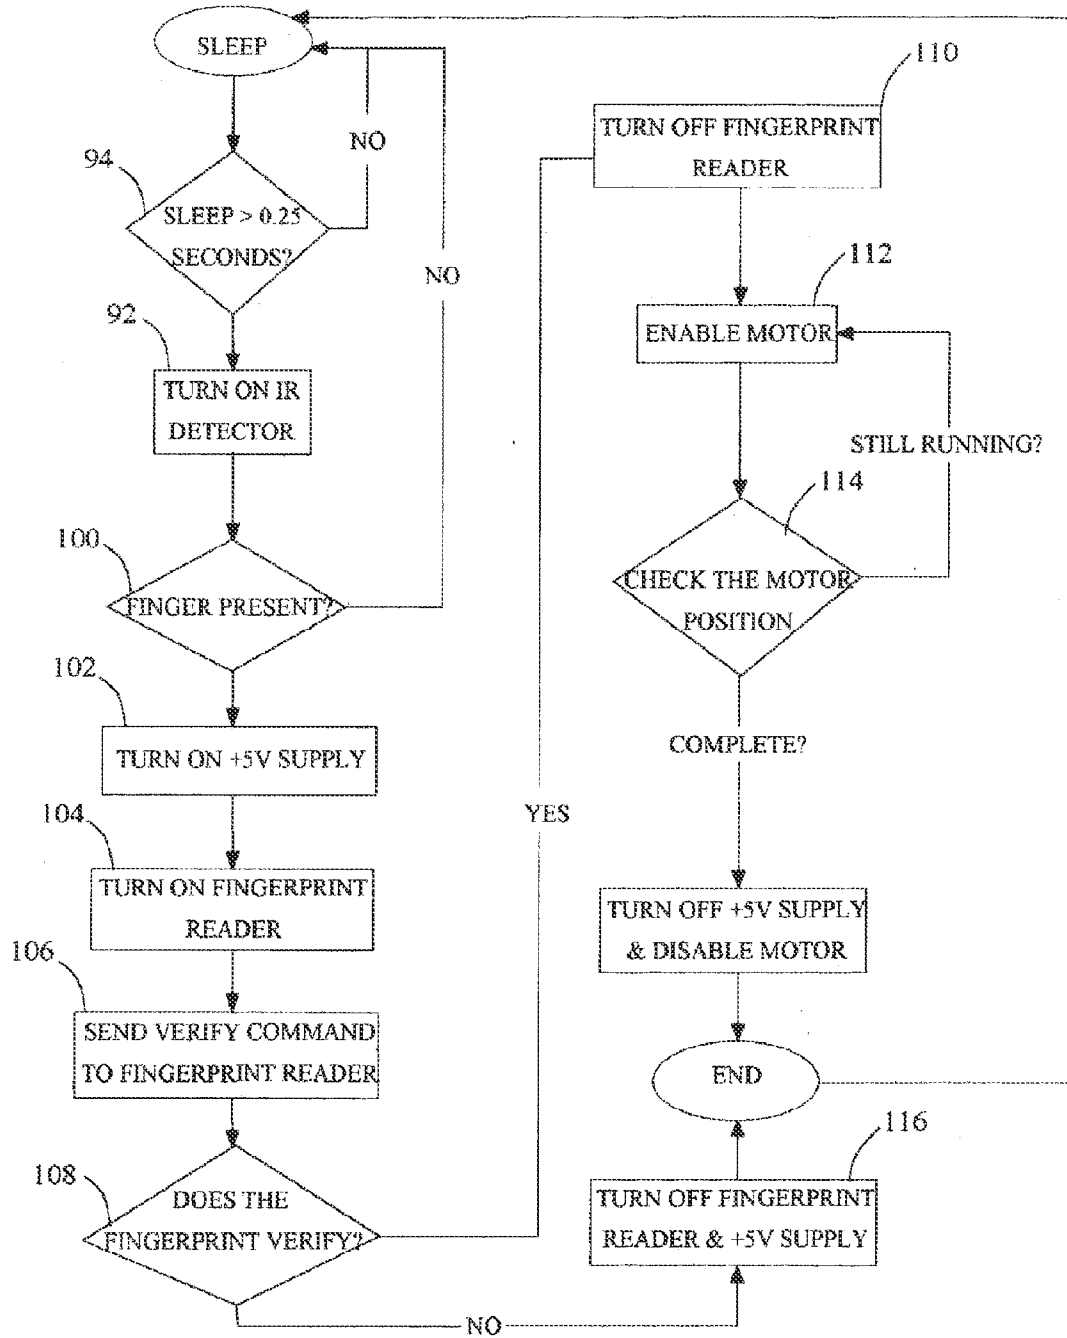 SLEEP
NO
94
SLEEP > 0.25
SECONDS?
NO
92
TURN ON IR
DETECTOR
100
FINGER PRESENT?
102
TURN ON +5V SUPPLY
104
TURN ON FINGERPRINT
READER
106
SEND VERIFY COMMAND
TO FINGERPRINT READER
108
DOES THE
FINGERPRINT VERIFY?
YES
NO
110
TURN OFF FINGERPRINT
READER
112
ENABLE MOTOR
STILL RUNNING?
114
CHECK THE MOTOR
POSITION
COMPLETE?
TURN OFF +5V SUPPLY
& DISABLE MOTOR
END
116
TURN OFF FINGERPRINT
READER & +5V SUPPLY